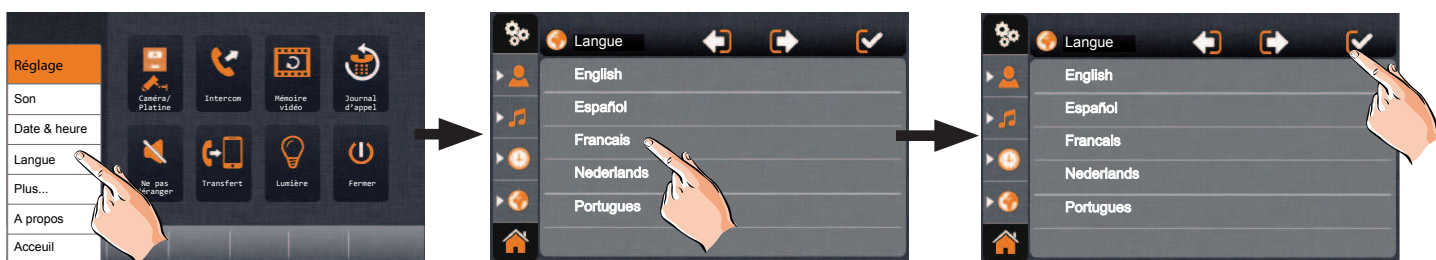 Réglage
Son
Date & heure
Langue
Plus...
A propos
Acceuil
Caméra/
Platine
Intercom
Mémoire
vidéo
Journal
d'appel
Ne pas
Transfert
Lumière
Fermer
Langue
English
Español
Francais
Nederlands
Portugues
Langue
English
Español
Francais
Nederlands
Portugues